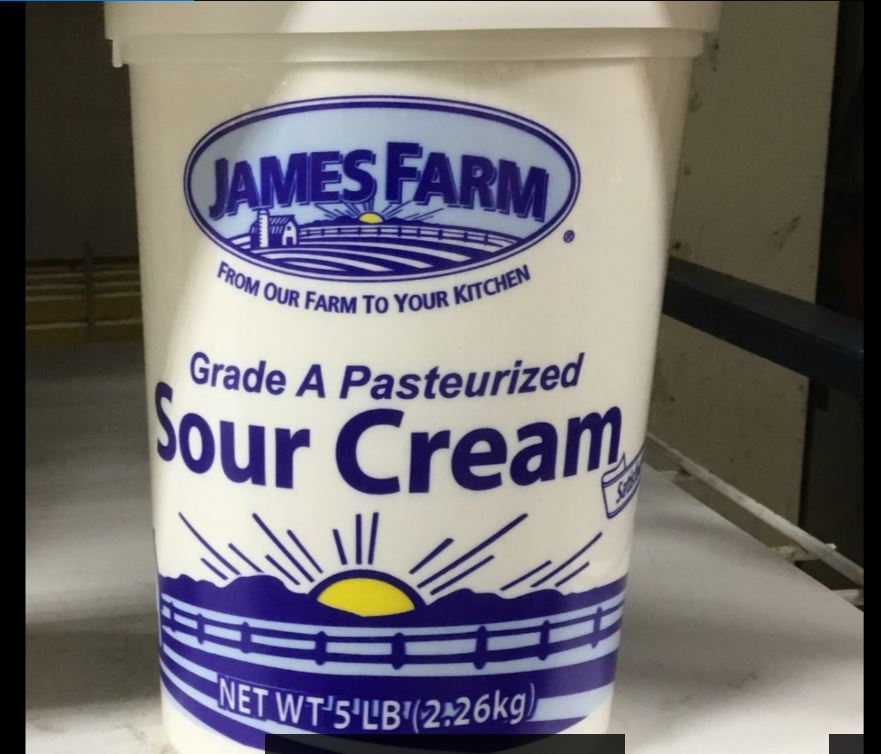 JAMES FARM
®
FROM OUR FARM TO YOUR KITCHEN
Grade A Pasteurized
Sour Cream
NET WT 5 LB (2.26kg)